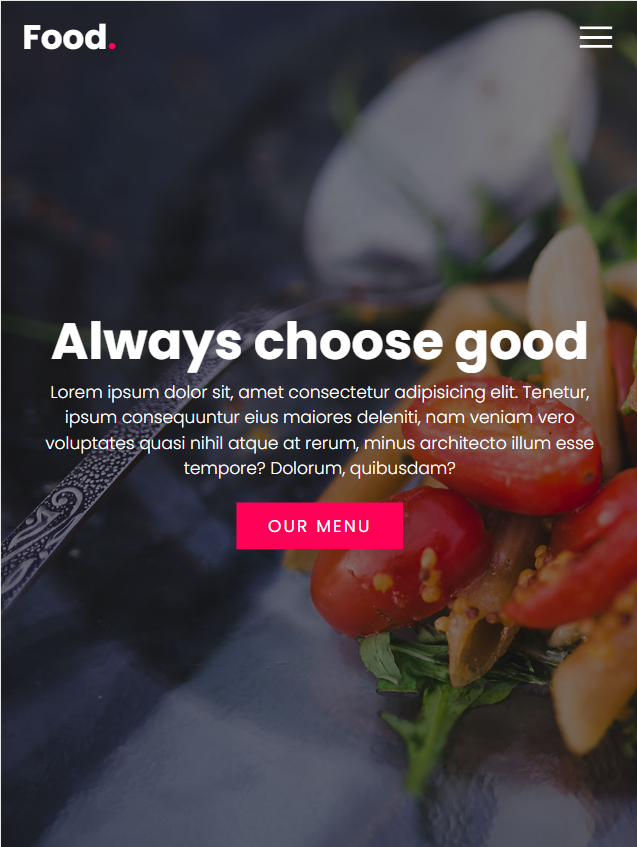 Food.
Always choose good
Lorem ipsum dolor sit, amet consectetur adipisicing elit. Tenetur,
ipsum consequuntur eius maiores deleniti, nam veniam vero
voluptates quasi nihil atque at rerum, minus architecto illum esse
tempore? Dolorum, quibusdam?
OUR MENU